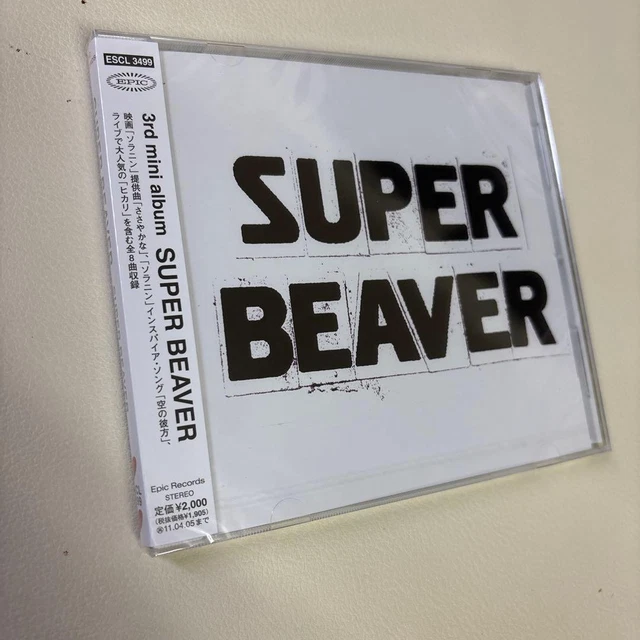 ESCL 3499
EPIC
3rd mini album SUPER BEAVER
映画「ソラニン」提供曲「ささやかな」、「ソラニン」インスパイア・ソング「空の彼方」、
ライブで大人気の「ヒカリ」を含む全8曲収録
Epic Records
STEREO
定価¥2,000
(税抜価格¥1,905)
11.04.05まで
SUPER
BEAVER